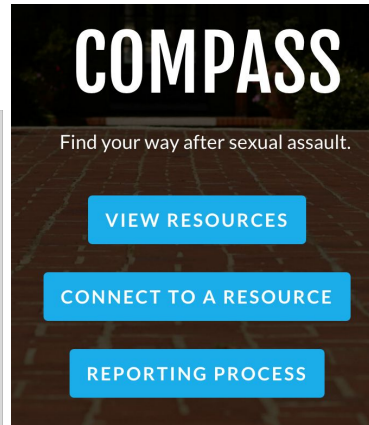 COMPASS
Find your way after sexual assault.
VIEW RESOURCES
CONNECT TO A RESOURCE
REPORTING PROCESS